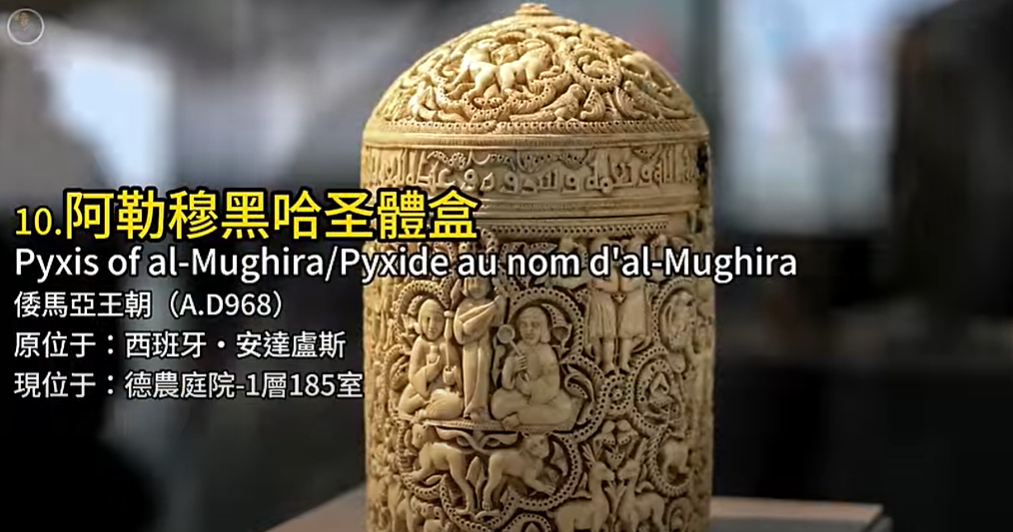 10.阿勒穆黑哈圣體盒
Pyxis of al-Mughira/Pyxide au nom d'al-Mughira
倭馬亞王朝（A.D968）
原位于：西班牙·安達盧斯
現位于：德農庭院-1層185室